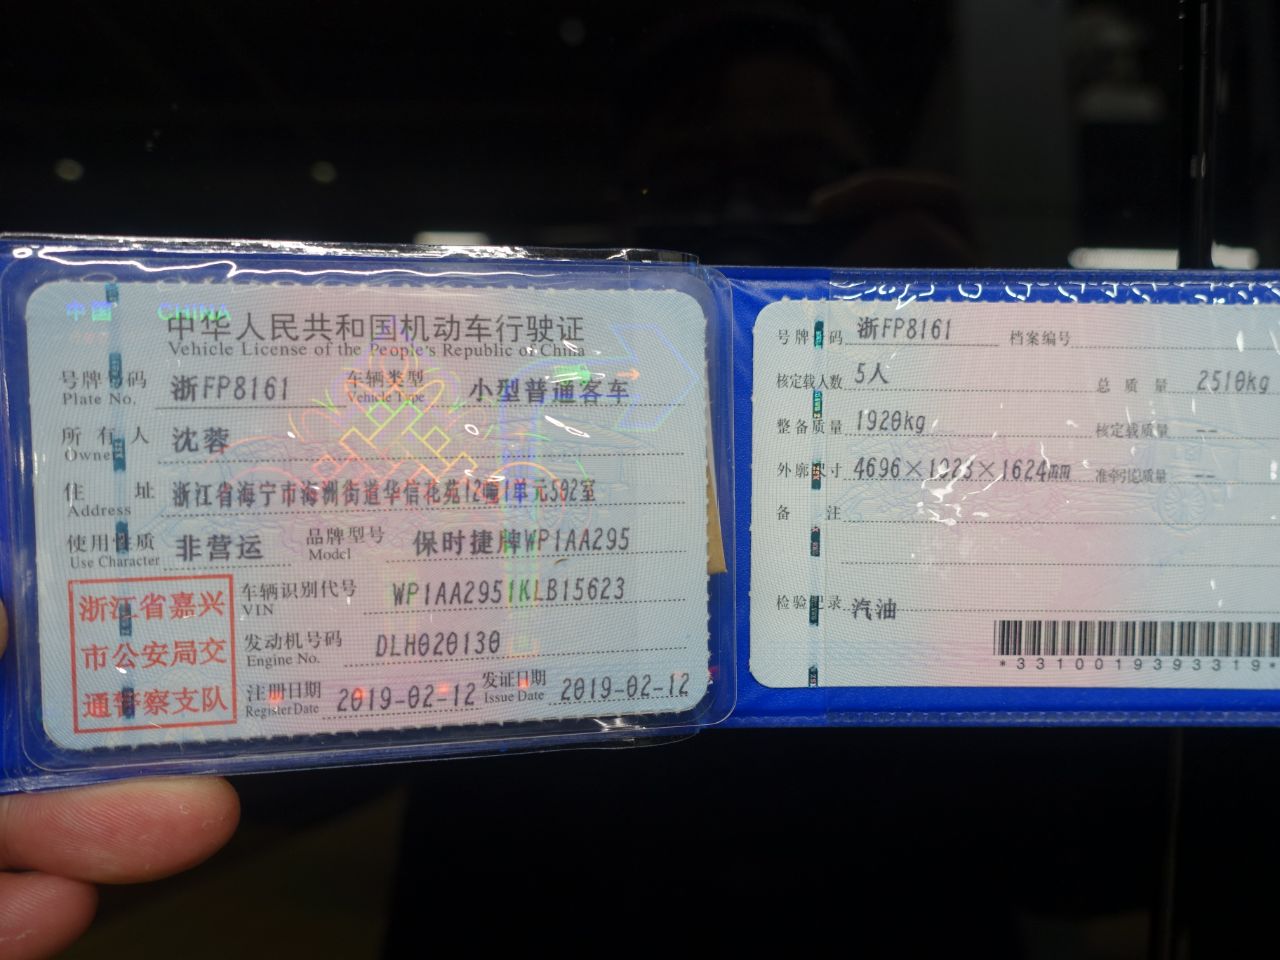 中国 CHINA
中华人民共和国机动车行驶证
Vehicle License of the People's Republic of China
号牌号码 浙FP8161 车辆类型 小型普通客车
Plate No. Vehicle Type
所有人 沈蓉
Owner
住址 浙江省海宁市海洲街道华信花苑12幢1单元502室
Address
使用性质 非营运 品牌型号 保时捷牌WP1AA295
Use Character Model
浙江省嘉兴
市公安局交
通警察支队
车辆识别代号 WP1AA2951KLB15623
VIN
发动机号码 DLH020130
Engine No.
注册日期 2019-02-12 发证日期 2019-02-12
Register Date Issue Date
号牌号码 浙FP8161 档案编号
核定载人数 5人 总质量 2510kg
整备质量 1920kg 核定载质量 --
外廓尺寸 4696×1923×1624mm 准牵引总质量 --
备注
检验记录 汽油
*3310019393319*